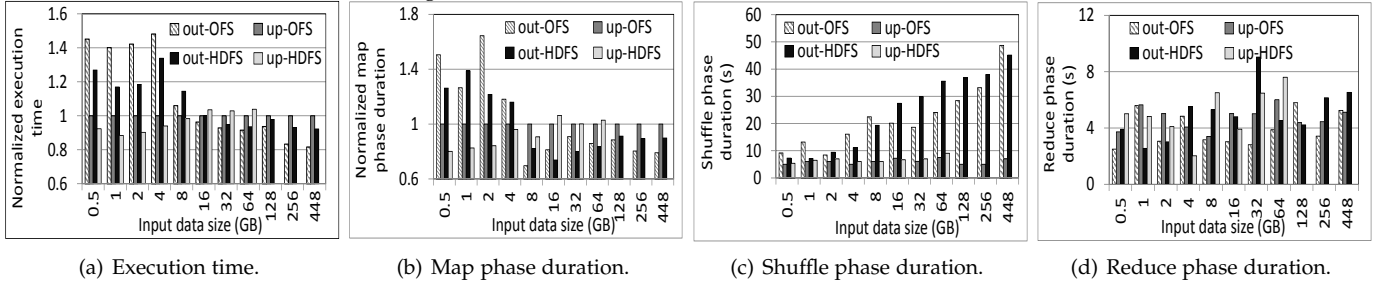 Normalized execution time
1.6
1.4
1.2
1
0.8
0.6
out-OFS up-OFS
out-HDFS up-HDFS
0.5 1 2 4 8 16 32 64 128 256 448
Input data size (GB)
(a) Execution time.
Normalized map phase duration
1.8
1.4
1
0.6
out-OFS up-OFS
out-HDFS up-HDFS
0.5 1 2 4 8 16 32 64 128 256 448
Input data size (GB)
(b) Map phase duration.
Shuffle phase duration (s)
60
50
40
30
20
10
0
out-OFS up-OFS
out-HDFS up-HDFS
0.5 1 2 4 8 16 32 64 128 256 448
Input data size (GB)
(c) Shuffle phase duration.
Reduce phase duration (s)
12
9
6
3
0
out-OFS up-OFS
out-HDFS up-HDFS
0.5 1 2 4 8 16 32 64 128 256 448
Input data size (GB)
(d) Reduce phase duration.